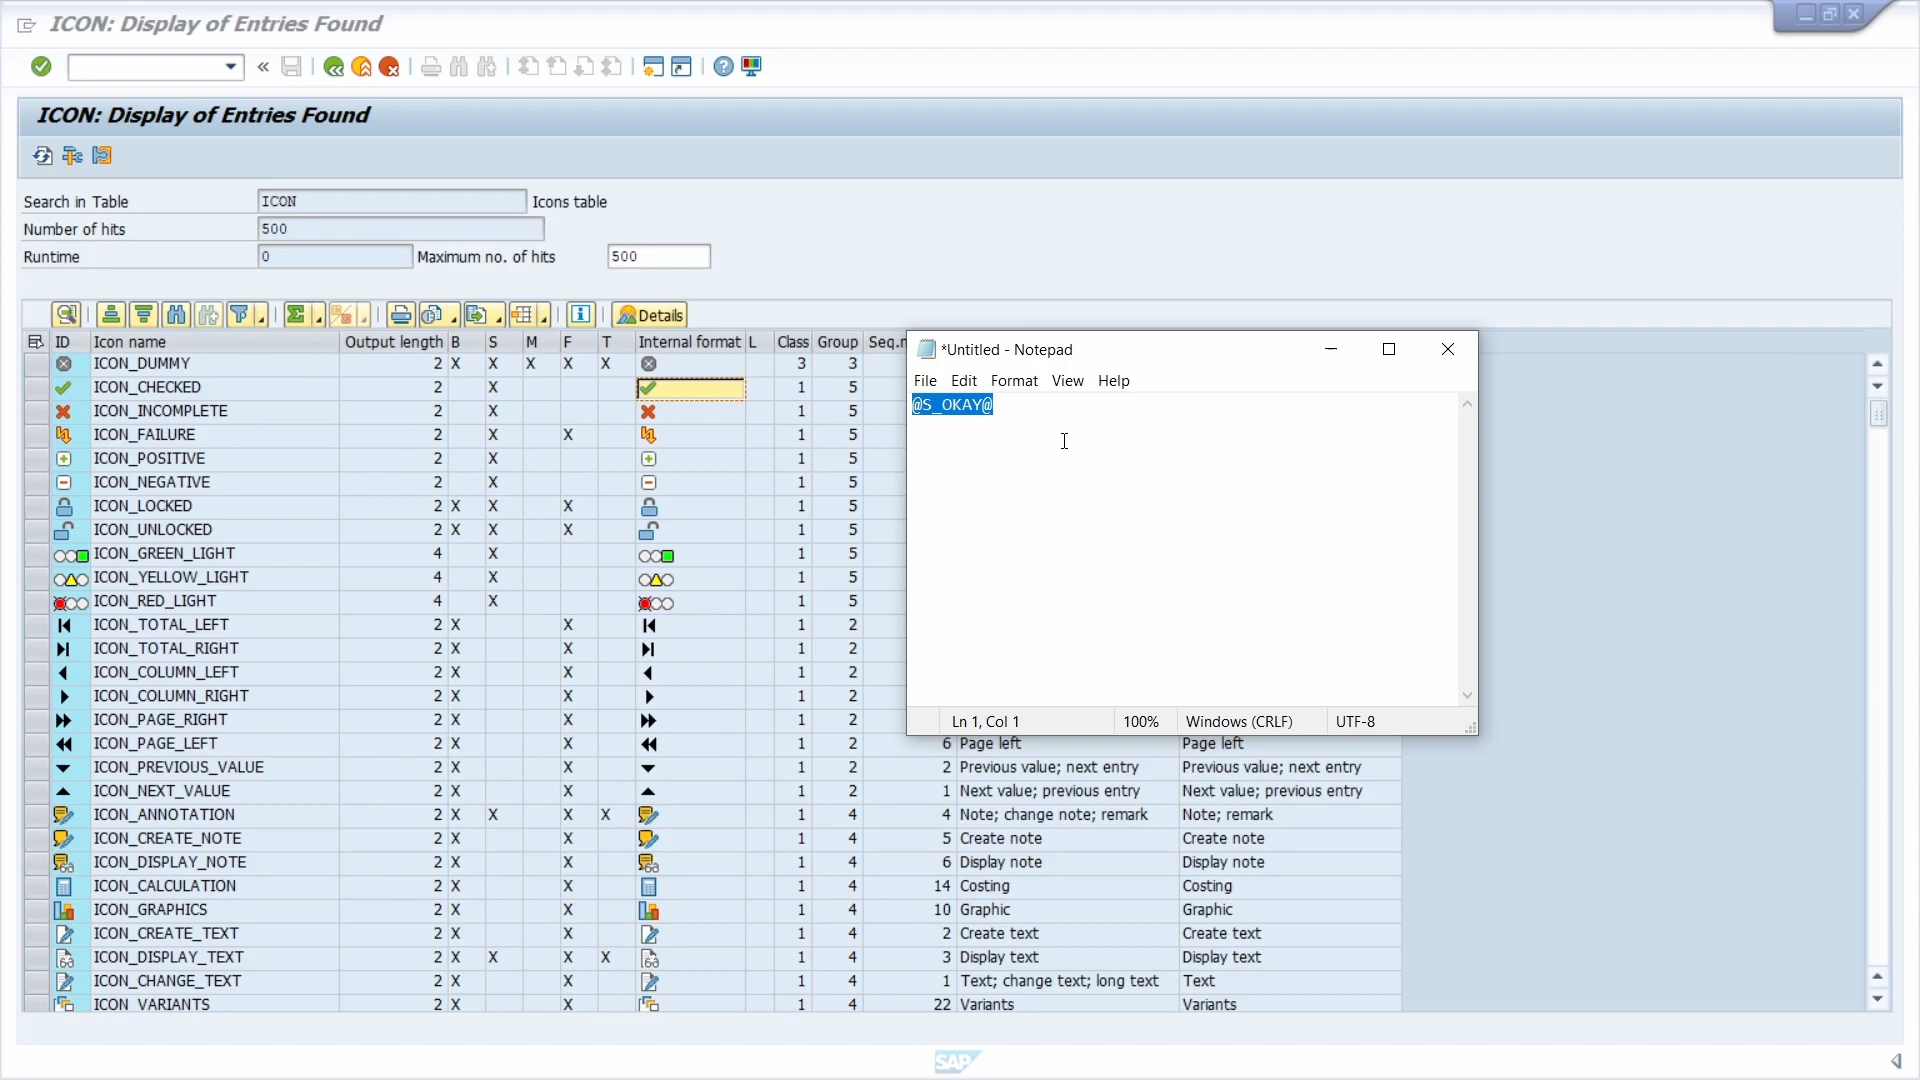 ICON: Display of Entries Found
ICON: Display of Entries Found
Search in Table ICON Icons table
Number of hits 500
Runtime 0 Maximum no. of hits 500
Details
ID Icon name Output length B S M F T Internal format L Class Group Seq.n
ICON_DUMMY 2 X X X X X 3 3
ICON_CHECKED 2 X 1 5
ICON_INCOMPLETE 2 X 1 5
ICON_FAILURE 2 X X 1 5
ICON_POSITIVE 2 X 1 5
ICON_NEGATIVE 2 X 1 5
ICON_LOCKED 2 X X X 1 5
ICON_UNLOCKED 2 X X X 1 5
ICON_GREEN_LIGHT 4 X 1 5
ICON_YELLOW_LIGHT 4 X 1 5
ICON_RED_LIGHT 4 X 1 5
ICON_TOTAL_LEFT 2 X X 1 2
ICON_TOTAL_RIGHT 2 X X 1 2
ICON_COLUMN_LEFT 2 X X 1 2
ICON_COLUMN_RIGHT 2 X X 1 2
ICON_PAGE_RIGHT 2 X X 1 2
ICON_PAGE_LEFT 2 X X 1 2 6 Page left Page left
ICON_PREVIOUS_VALUE 2 X X 1 2 2 Previous value; next entry Previous value; next entry
ICON_NEXT_VALUE 2 X X 1 2 1 Next value; previous entry Next value; previous entry
ICON_ANNOTATION 2 X X X X 1 4 4 Note; change note; remark Note; remark
ICON_CREATE_NOTE 2 X X 1 4 5 Create note Create note
ICON_DISPLAY_NOTE 2 X X 1 4 6 Display note Display note
ICON_CALCULATION 2 X X 1 4 14 Costing Costing
ICON_GRAPHICS 2 X X 1 4 10 Graphic Graphic
ICON_CREATE_TEXT 2 X X 1 4 2 Create text Create text
ICON_DISPLAY_TEXT 2 X X X X 1 4 3 Display text Display text
ICON_CHANGE_TEXT 2 X X 1 4 1 Text; change text; long text Text
ICON_VARIANTS 2 X X 1 4 22 Variants Variants
*Untitled - Notepad
File Edit Format View Help
@S_OKAY@
Ln 1, Col 1 100% Windows (CRLF) UTF-8
SAP